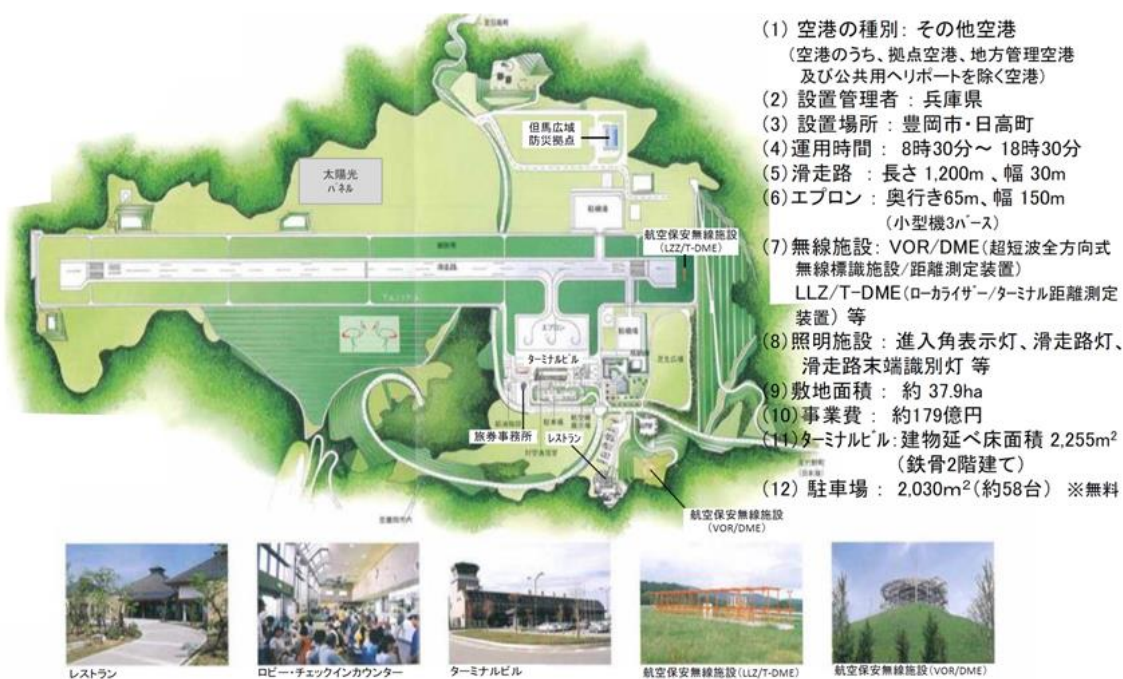 但馬広域
防災拠点
太陽光
パネル
航空保安無線施設
(LZZ/T-DME)
滑走路
TAJIMA
エプロン
ターミナルビル
芝生広場
駐車場
旅券事務所
レストラン
航空保安無線施設
(VOR/DME)
(1) 空港の種別: その他空港
(空港のうち、拠点空港、地方管理空港
及び公共用ヘリポートを除く空港)
(2) 設置管理者 : 兵庫県
(3) 設置場所 : 豊岡市・日高町
(4) 運用時間 : 8時30分～ 18時30分
(5) 滑走路 : 長さ 1,200m 、幅 30m
(6) エプロン : 奥行き65m、幅 150m
(小型機3バース)
(7) 無線施設: VOR/DME(超短波全方向式
無線標識施設/距離測定装置)
LLZ/T-DME(ローカライザー/ターミナル距離測定
装置) 等
(8) 照明施設 : 進入角表示灯、滑走路灯、
滑走路末端識別灯 等
(9) 敷地面積 : 約 37.9ha
(10) 事業費 : 約179億円
(11)ターミナルビル: 建物延べ床面積 2,255m²
(鉄骨2階建て)
(12) 駐車場 : 2,030m²(約58台) ※無料
レストラン
ロビー・チェックインカウンター
ターミナルビル
航空保安無線施設(LLZ/T-DME)
航空保安無線施設(VOR/DME)